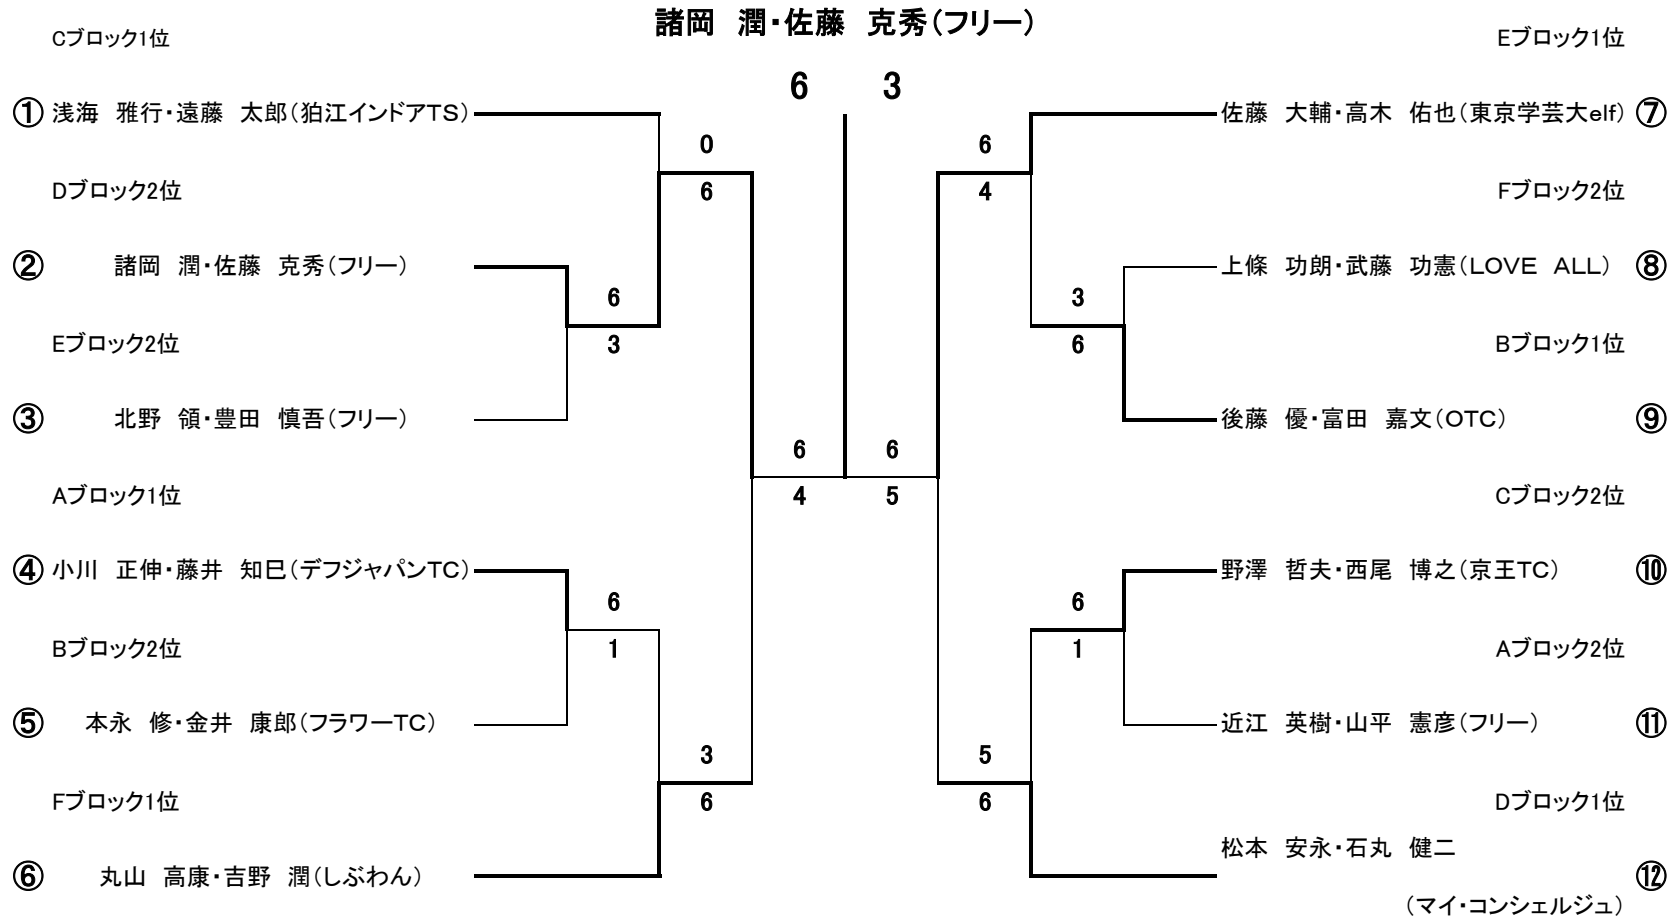 諸岡 潤・佐藤 克秀（フリー）
6 3
Cブロック1位
① 浅海 雅行・遠藤 太郎（狛江インドアTS）
0
6
Dブロック2位
② 諸岡 潤・佐藤 克秀（フリー）
6
3
Eブロック2位
③ 北野 領・豊田 慎吾（フリー）
6
4
Aブロック1位
④ 小川 正伸・藤井 知巳（デフジャパンTC）
6
1
Bブロック2位
⑤ 本永 修・金井 康郎（フラワーTC）
3
6
Fブロック1位
⑥ 丸山 高康・吉野 潤（しぶわん）
Eブロック1位
佐藤 大輔・高木 佑也（東京学芸大elf） ⑦
6
4
Fブロック2位
上條 功朗・武藤 功憲（LOVE ALL） ⑧
3
6
Bブロック1位
後藤 優・富田 嘉文（OTC） ⑨
6
5
Cブロック2位
野澤 哲夫・西尾 博之（京王TC） ⑩
6
1
Aブロック2位
近江 英樹・山平 憲彦（フリー） ⑪
5
6
Dブロック1位
松本 安永・石丸 健二
⑫
（マイ・コンシェルジュ）